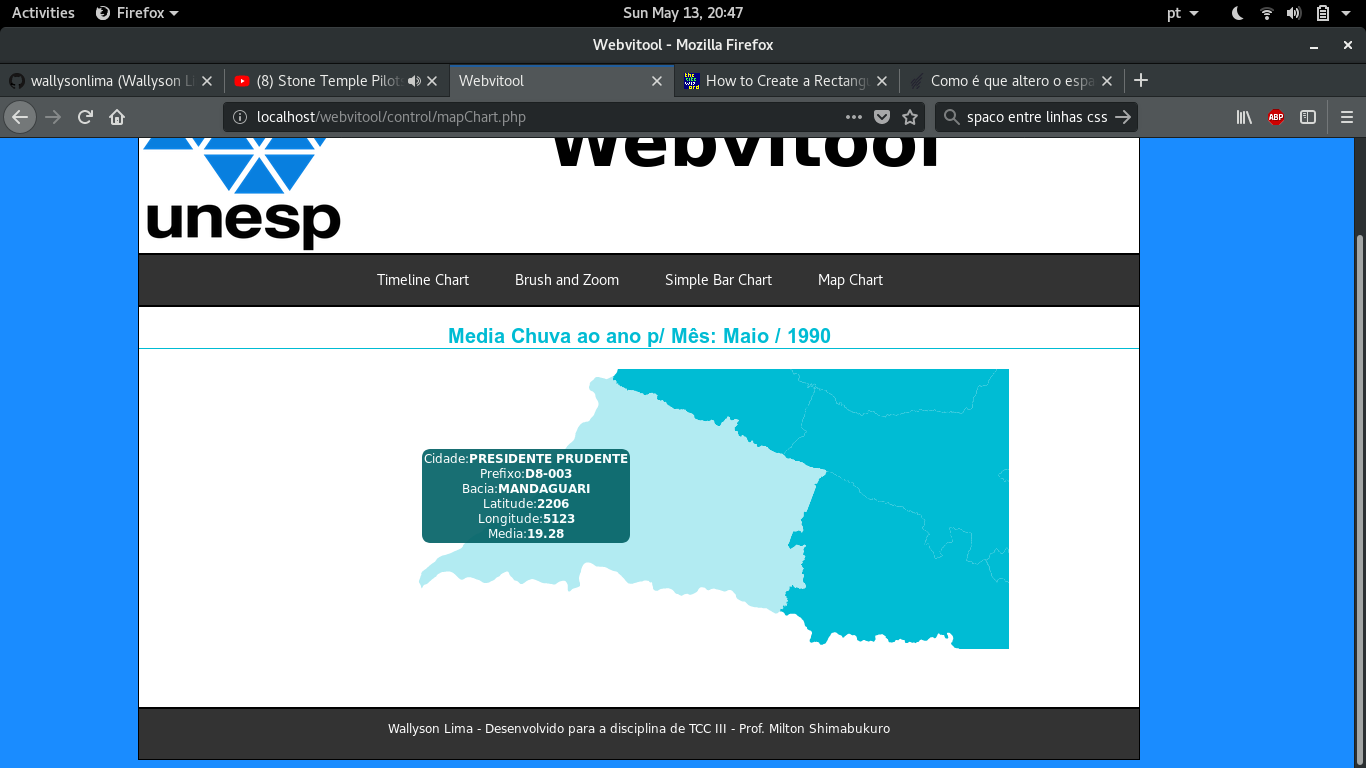 Activities Firefox Sun May 13, 20:47 pt
Webvitool - Mozilla Firefox
wallysonlima (Wallyson (8) Stone Temple Pilot Webvitool How to Create a Como é que altero o
localhost/webvitool/control/mapChart.php spaco entre linhas css
ABP
Webvitool
unesp
Timeline Chart Brush and Zoom Simple Bar Chart Map Chart
Media Chuva ao ano p/ Mês: Maio / 1990
Cidade:PRESIDENTE PRUDENTE
Prefixo:D8-003
Bacia:MANDAGUARI
Latitude:2206
Longitude:5123
Media:19.28
Wallyson Lima - Desenvolvido para a disciplina de TCC III - Prof. Milton Shimabukuro